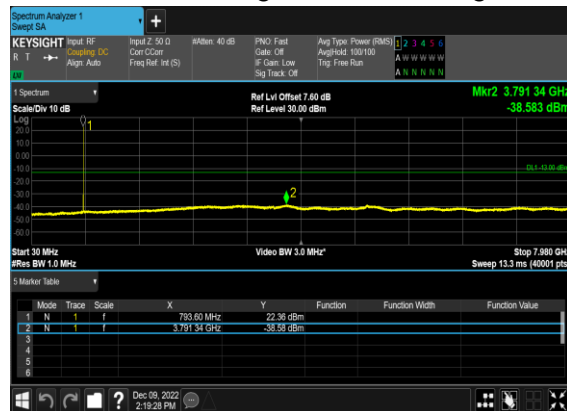 Spectrum Analyzer 1
Swept SA
+
KEYSIGHT Input: RF Input Z: 50 Ω #Atten: 40 dB PNO: Fast Avg Type: Power (RMS) 1 2 3 4 5 6
R T Coupling: DC Corr CCorr Gate: Off Avg|Hold: 100/100 A W W W W W
Align: Auto Freq Ref: Int (S) IF Gain: Low Trig: Free Run
Sig Track: Off A N N N N N
1 Spectrum Ref Lvl Offset 7.60 dB Mkr2 3.791 34 GHz
Scale/Div 10 dB Ref Level 30.00 dBm -38.583 dBm
Log
1
20.0
10.0
0.00
-10.0
DL1 -13.00 dBm
-20.0
-30.0
2
-40.0
-50.0
-60.0
Start 30 MHz Video BW 3.0 MHz* Stop 7.980 GHz
#Res BW 1.0 MHz Sweep 13.3 ms (40001 pts)
5 Marker Table
Mode Trace Scale X Y Function Function Width Function Value
1 N 1 f 793.60 MHz 22.36 dBm
2 N 1 f 3.791 34 GHz -38.58 dBm
3
4
5
6
? Dec 09, 2022
2:19:28 PM